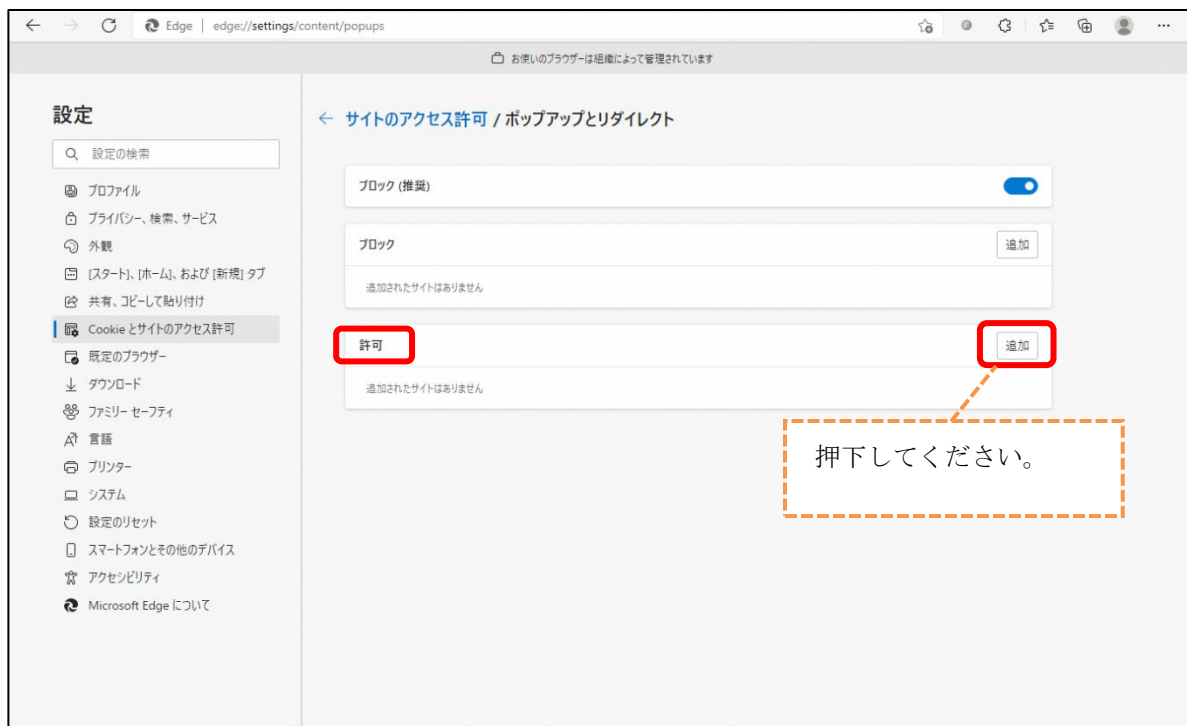 Edge | edge://settings/content/popups
お使いのブラウザーは組織によって管理されています
設定
設定の検索
プロファイル
プライバシー、検索、サービス
外観
[スタート]、[ホーム]、および [新規] タブ
共有、コピーして貼り付け
Cookie とサイトのアクセス許可
既定のブラウザー
ダウンロード
ファミリー セーフティ
言語
プリンター
システム
設定のリセット
スマートフォンとその他のデバイス
アクセシビリティ
Microsoft Edge について
サイトのアクセス許可 / ポップアップとリダイレクト
ブロック (推奨)
ブロック 追加
追加されたサイトはありません
許可 追加
追加されたサイトはありません
押下してください。